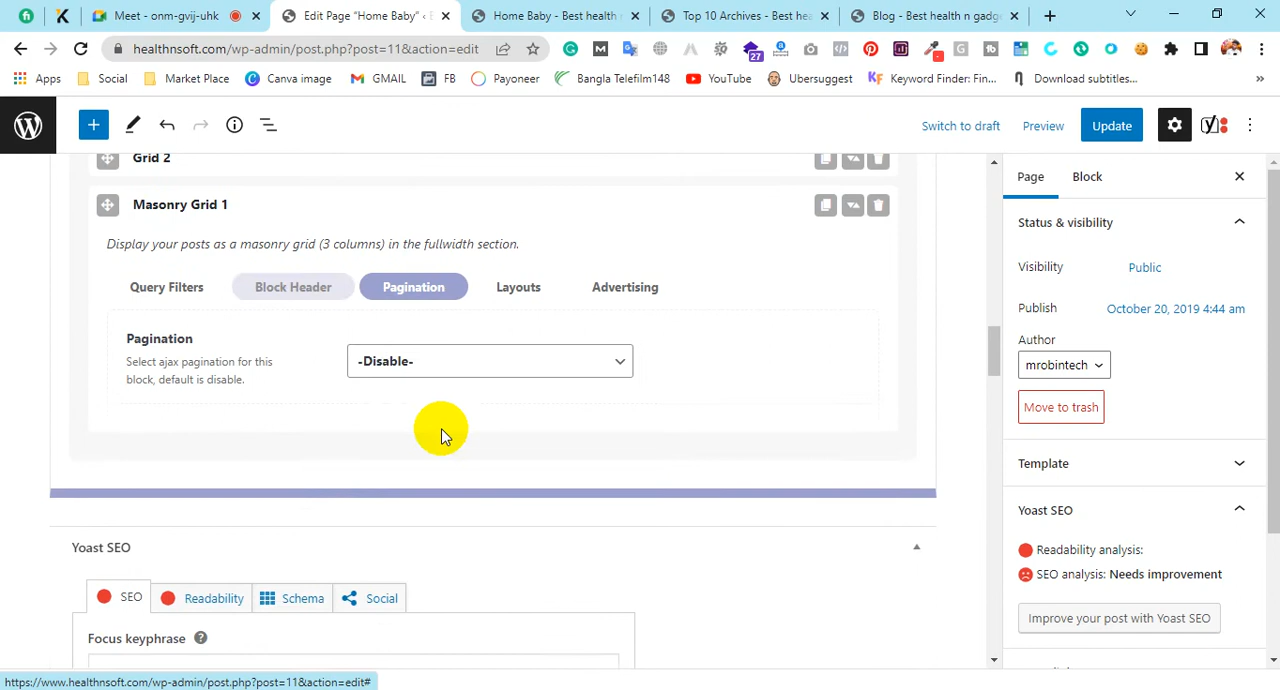 Meet - onm-gvij-uhk
Edit Page "Home Baby" ‹
Home Baby - Best health n
Top 10 Archives - Best hea
Blog - Best health n gadge
healthnsoft.com/wp-admin/post.php?post=11&action=edit
27
Apps
Social
Market Place
Canva image
GMAIL
FB
Payoneer
Bangla Telefilm148
YouTube
Ubersuggest
Keyword Finder: Fin...
Download subtitles...
»
Switch to draft
Preview
Update
Grid 2
Masonry Grid 1
Display your posts as a masonry grid (3 columns) in the fullwidth section.
Query Filters
Block Header
Pagination
Layouts
Advertising
Pagination
Select ajax pagination for this
block, default is disable.
-Disable-
Yoast SEO
SEO
Readability
Schema
Social
Focus keyphrase
Page
Block
Status & visibility
Visibility
Public
Publish
October 20, 2019 4:44 am
Author
mrobintech
Move to trash
Template
Yoast SEO
Readability analysis:
SEO analysis: Needs improvement
Improve your post with Yoast SEO
https://www.healthnsoft.com/wp-admin/post.php?post=11&action=edit#